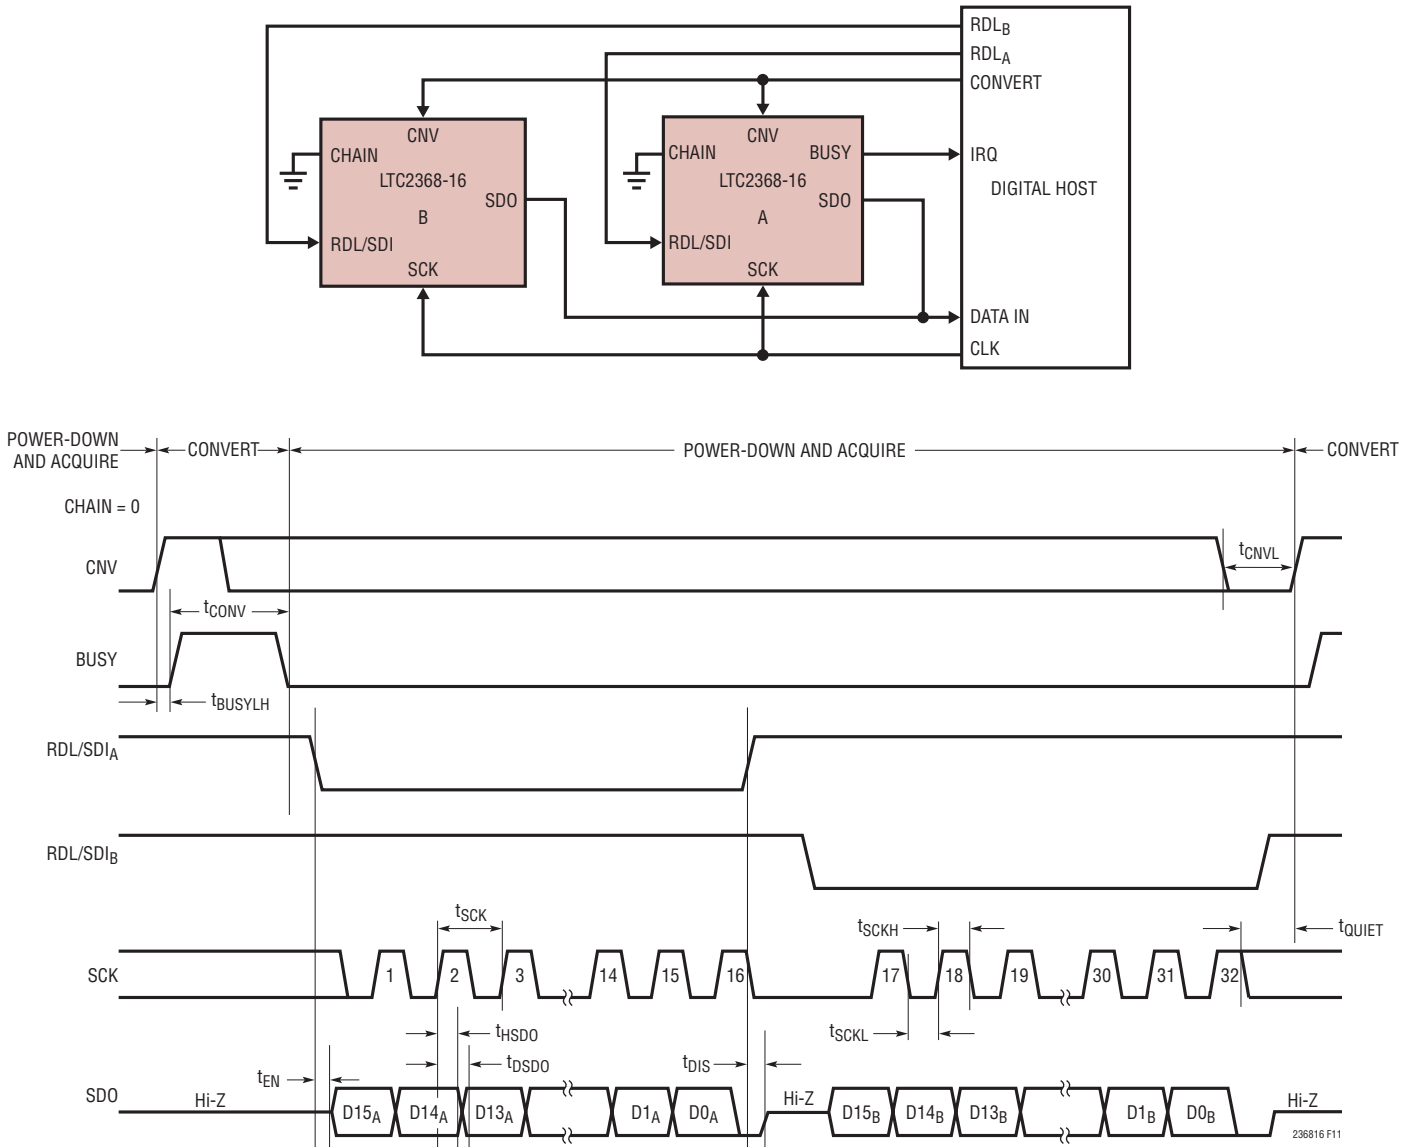 RDLB
RDLA
CONVERT
CNV
CHAIN
LTC2368-16
SDO
B
RDL/SDI
SCK
CNV
CHAIN
BUSY
LTC2368-16
SDO
A
RDL/SDI
SCK
IRQ
DIGITAL HOST
DATA IN
CLK
POWER-DOWN
AND ACQUIRE
CONVERT
POWER-DOWN AND ACQUIRE
CONVERT
CHAIN = 0
CNV
tCNVL
tCONV
BUSY
tBUSYLH
RDL/SDIA
RDL/SDIB
tSCK
tSCKH
tQUIET
SCK
1 2 3 14 15 16 17 18 19 30 31 32
tHSDO
tSCKL
tDSDO
tDIS
tEN
SDO
Hi-Z
D15A D14A D13A D1A D0A
Hi-Z
D15B D14B D13B D1B D0B
Hi-Z
236816 F11